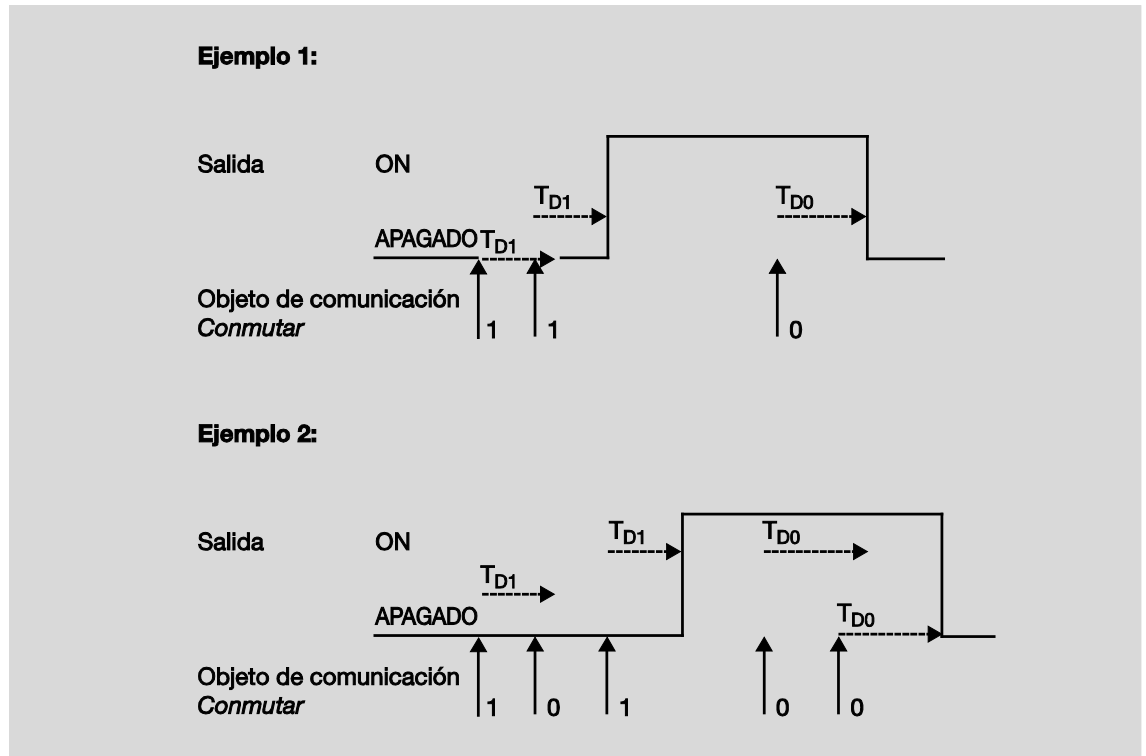 Ejemplo 1:
Salida ON
T_D1 T_D0
APAGADO T_D1
Objeto de comunicación
Conmutar 1 1 0
Ejemplo 2:
Salida ON T_D1 T_D0
T_D1
APAGADO T_D0
Objeto de comunicación
Conmutar 1 0 1 0 0